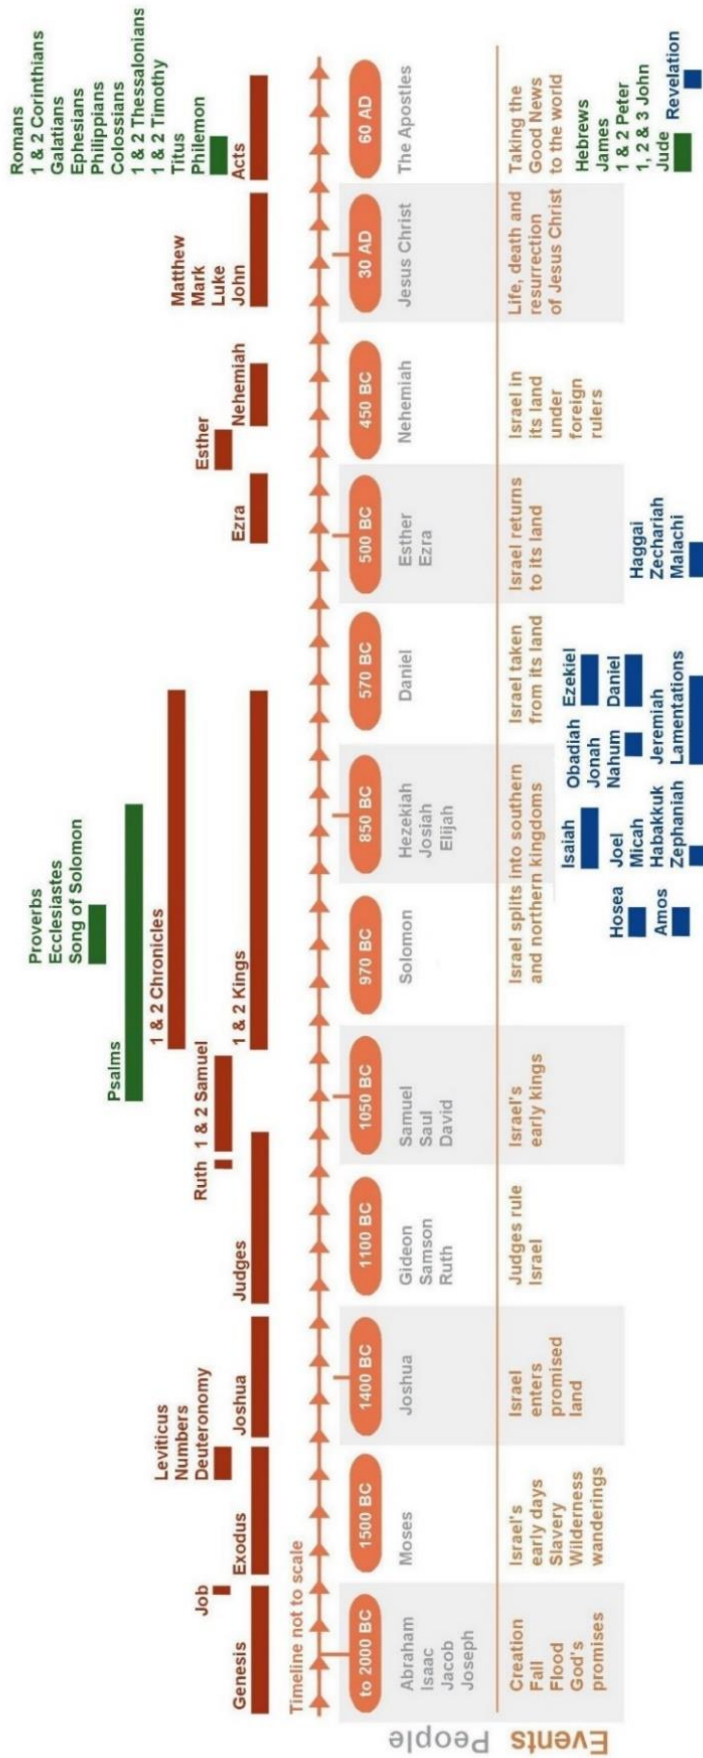 Proverbs
Ecclesiastes
Song of Solomon
Psalms
1 & 2 Chronicles
Romans
1 & 2 Corinthians
Galatians
Ephesians
Philippians
Colossians
1 & 2 Thessalonians
1 & 2 Timothy
Titus
Philemon
Job
Leviticus
Numbers
Deuteronomy
Ruth
1 & 2 Samuel
Esther
Matthew
Mark
Luke
John
Genesis
Exodus
Joshua
Judges
1 & 2 Kings
Ezra
Nehemiah
Acts
Timeline not to scale
to 2000 BC
1500 BC
1400 BC
1100 BC
1050 BC
970 BC
850 BC
570 BC
500 BC
450 BC
30 AD
60 AD
People
Abraham
Isaac
Jacob
Joseph
Moses
Joshua
Gideon
Samson
Ruth
Samuel
Saul
David
Solomon
Hezekiah
Josiah
Elijah
Daniel
Esther
Ezra
Nehemiah
Jesus Christ
The Apostles
Events
Creation
Fall
Flood
God's
promises
Israel's
early days
Slavery
Wilderness
wanderings
Israel
enters
promised
land
Judges rule
Israel
Israel's
early kings
Israel splits into southern
and northern kingdoms
Israel taken
from its land
Israel returns
to its land
Israel in
its land
under
foreign
rulers
Life, death and
resurrection
of Jesus Christ
Taking the
Good News
to the world
Hosea
Amos
Isaiah
Joel
Micah
Habakkuk
Zephaniah
Obadiah
Jonah
Nahum
Jeremiah
Lamentations
Ezekiel
Daniel
Haggai
Zechariah
Malachi
Hebrews
James
1 & 2 Peter
1, 2 & 3 John
Jude
Revelation